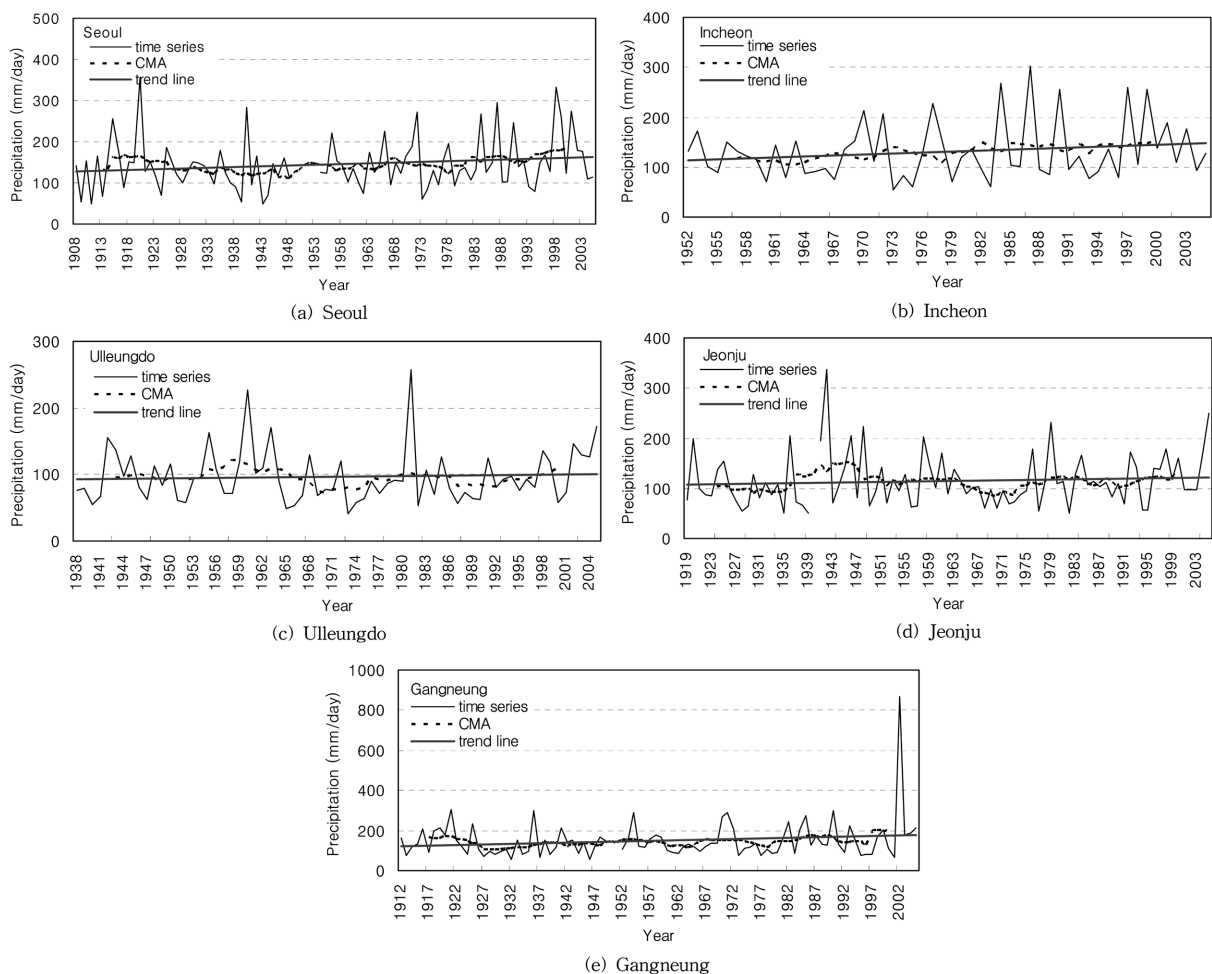 500
400
300
200
100
0
Precipitation (mm/day)
Seoul
time series
CMA
trend line
1908 1913 1918 1923 1928 1933 1938 1943 1948 1953 1958 1963 1968 1973 1978 1983 1988 1993 1998 2003
Year
(a) Seoul
400
300
200
100
0
Precipitation (mm/day)
Incheon
time series
CMA
trend line
1952 1955 1958 1961 1964 1967 1970 1973 1976 1979 1982 1985 1988 1991 1994 1997 2000 2003
Year
(b) Incheon
300
200
100
0
Precipitation (mm/day)
Ulleungdo
time series
CMA
trend line
1938 1941 1944 1947 1950 1953 1956 1959 1962 1965 1968 1971 1974 1977 1980 1983 1986 1989 1992 1995 1998 2001 2004
Year
(c) Ulleungdo
400
300
200
100
0
Precipitation (mm/day)
Jeonju
time series
CMA
trend line
1919 1923 1927 1931 1935 1939 1943 1947 1951 1955 1959 1963 1967 1971 1975 1979 1983 1987 1991 1995 1999 2003
Year
(d) Jeonju
1000
800
600
400
200
0
Precipitation (mm/day)
Gangneung
time series
CMA
trend line
1912 1917 1922 1927 1932 1937 1942 1947 1952 1957 1962 1967 1972 1977 1982 1987 1992 1997 2002
Year
(e) Gangneung